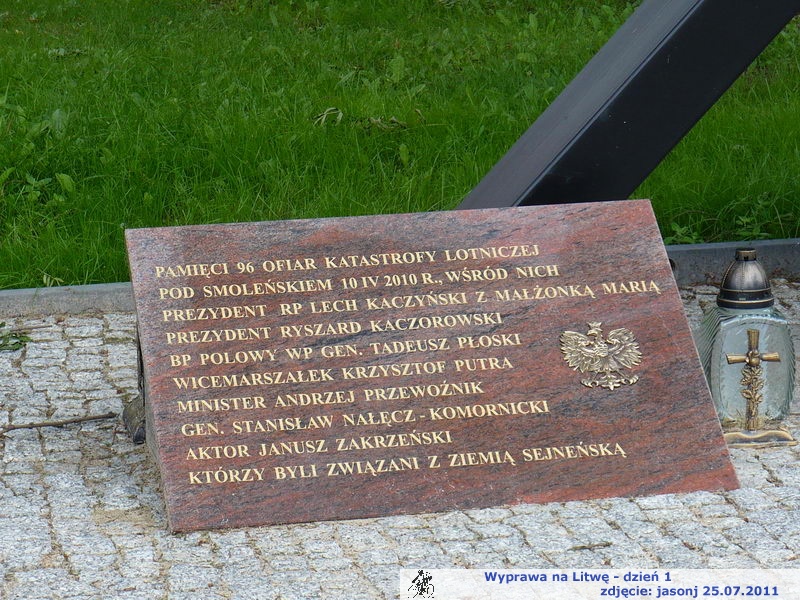 PAMIĘCI 96 OFIAR KATASTROFY LOTNICZEJ
POD SMOLEŃSKIEM 10 IV 2010 R., WŚRÓD NICH
PREZYDENT RP LECH KACZYŃSKI Z MAŁŻONKĄ MARIĄ
PREZYDENT RYSZARD KACZOROWSKI
BP POLOWY WP GEN. TADEUSZ PŁOSKI
WICEMARSZAŁEK KRZYSZTOF PUTRA
MINISTER ANDRZEJ PRZEWOŹNIK
GEN. STANISŁAW NAŁĘCZ - KOMORNICKI
AKTOR JANUSZ ZAKRZEŃSKI
KTÓRZY BYLI ZWIĄZANI Z ZIEMIĄ SEJNEŃSKĄ
Wyprawa na Litwę - dzień 1
zdjęcie: jasonj 25.07.2011